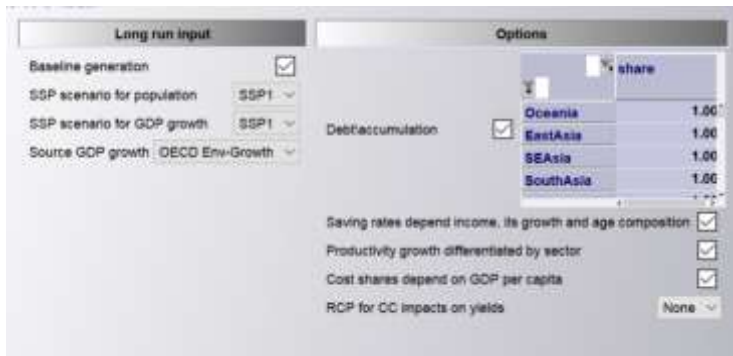 Long run input
Baseline generation
SSP scenario for population SSP1
SSP scenario for GDP growth SSP1
Source GDP growth OECD Env-Growth
Options
share
Debt accumulation
Oceania 1.00
EastAsia 1.00
SEAsia 1.00
SouthAsia 1.00
Saving rates depend income, its growth and age composition
Productivity growth differentiated by sector
Cost shares depend on GDP per capita
RCP for CC impacts on yields None